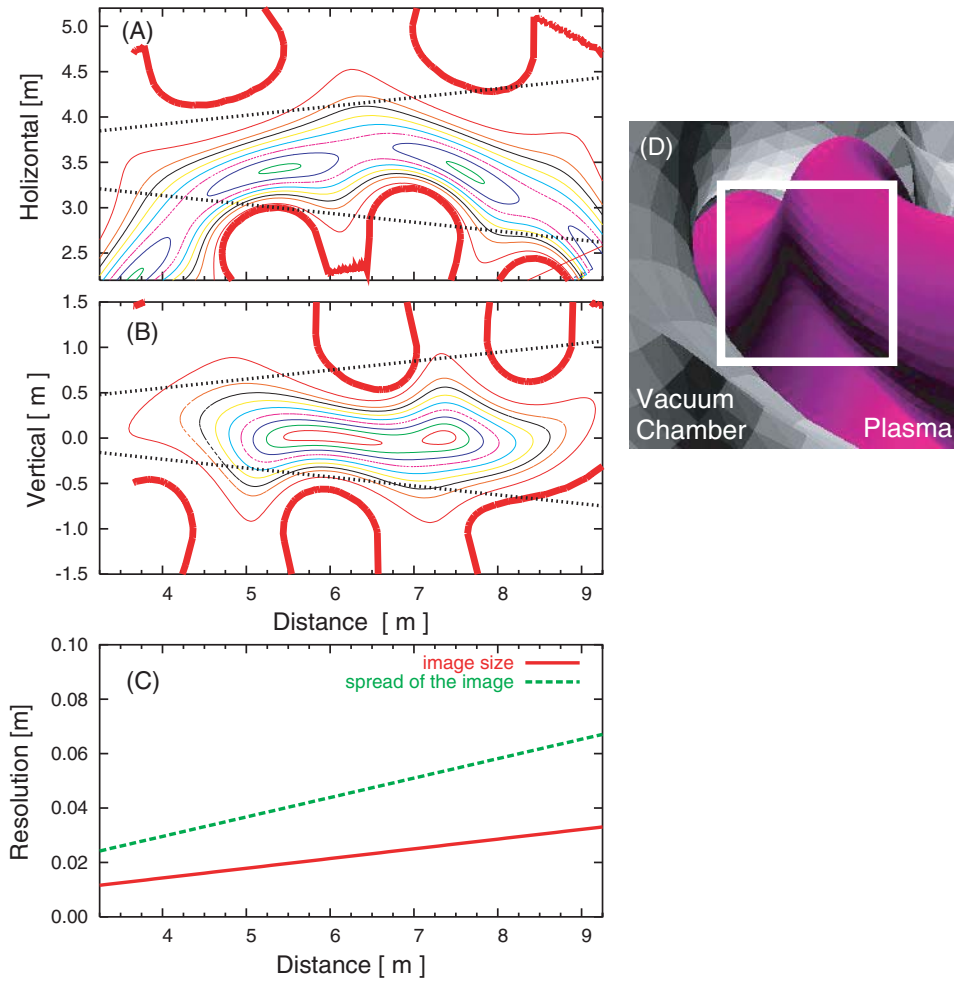 (A)
Holizontal [m]
5.0
4.5
4.0
3.5
3.0
2.5
(B)
Vertical [ m ]
1.5
1.0
0.5
0.0
-0.5
-1.0
-1.5
4 5 6 7 8 9
Distance [ m ]
(C)
image size
spread of the image
Resolution [m]
0.10
0.08
0.06
0.04
0.02
0.00
4 5 6 7 8 9
Distance [ m ]
(D)
Vacuum
Chamber
Plasma